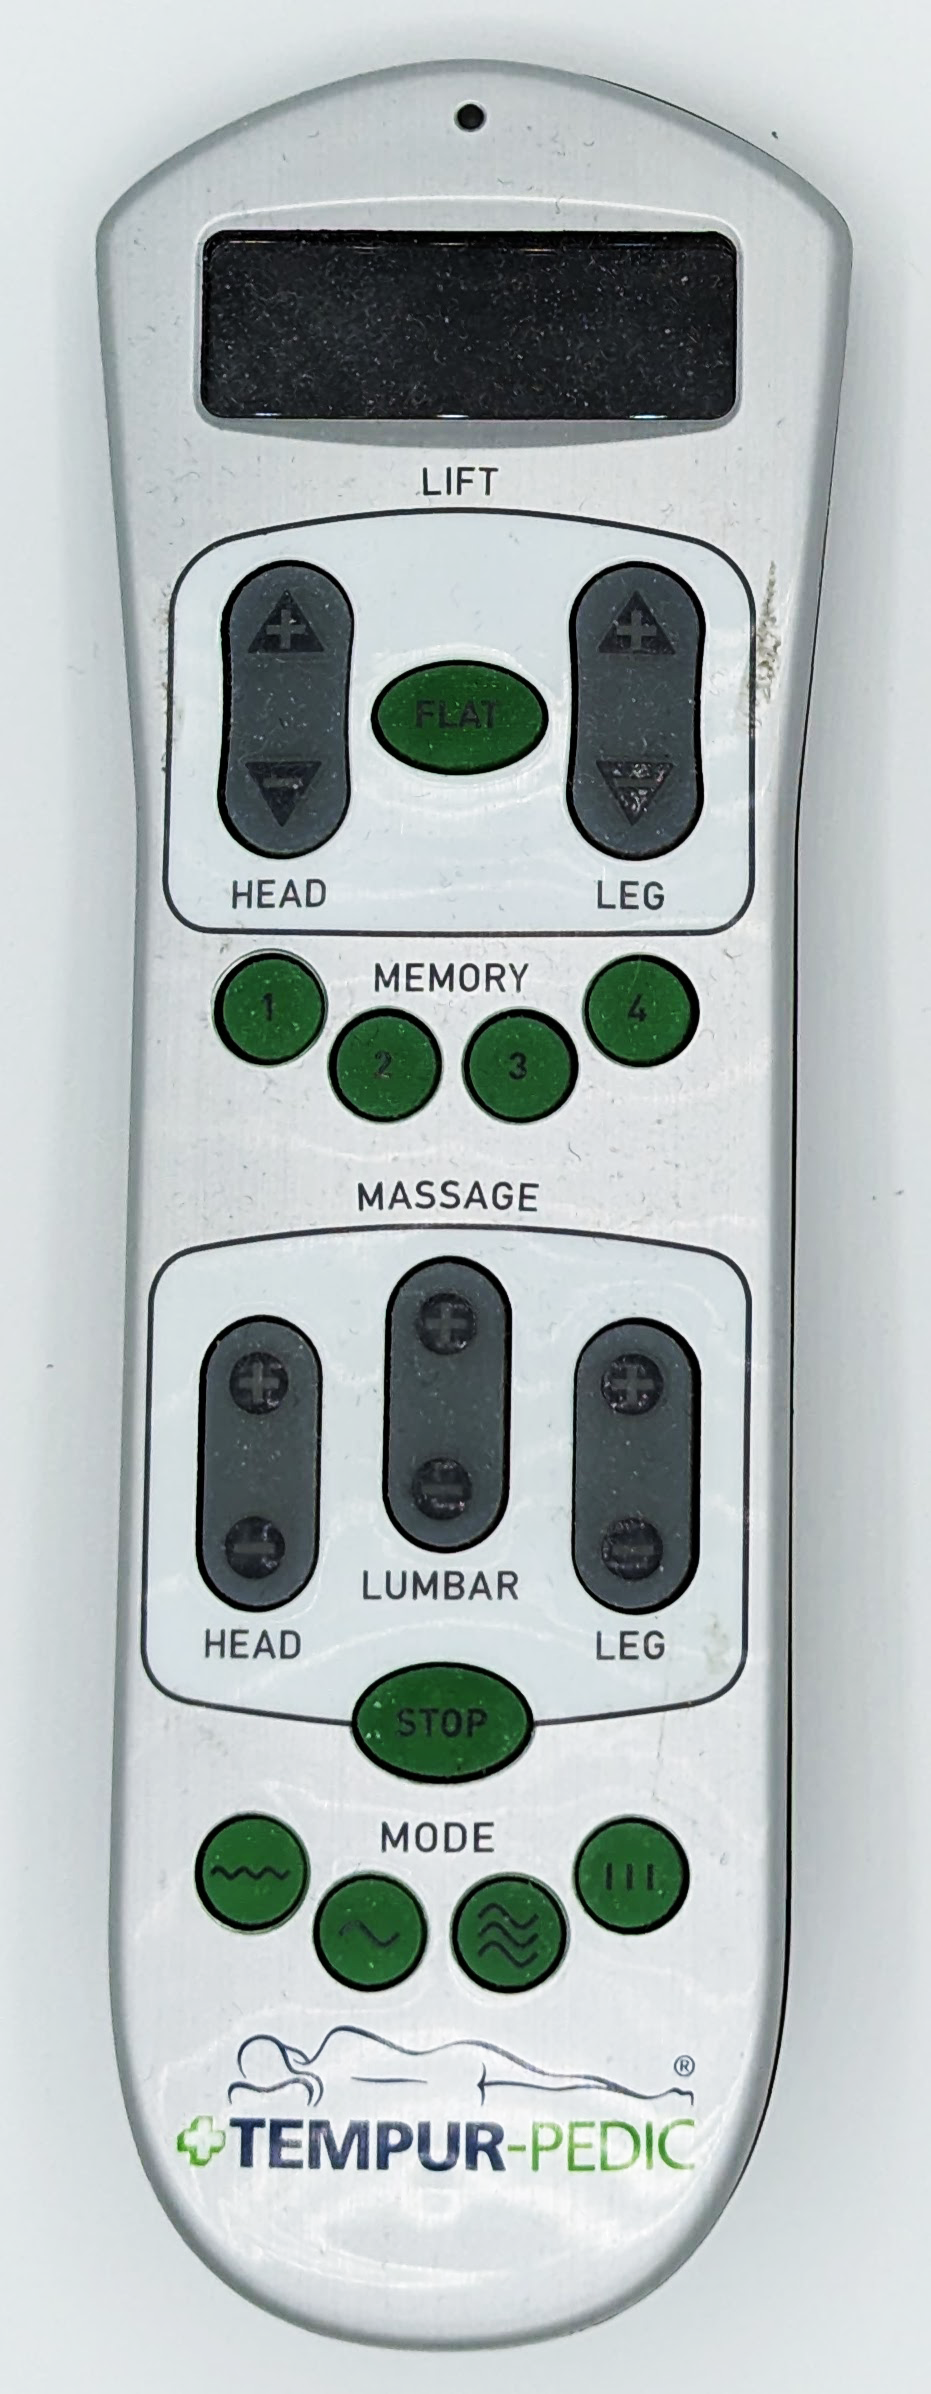 LIFT
+ +
FLAT
- -
HEAD LEG
MEMORY
1 2 3 4
MASSAGE
+ + +
- - -
LUMBAR
HEAD LEG
STOP
MODE
®
TEMPUR-PEDIC